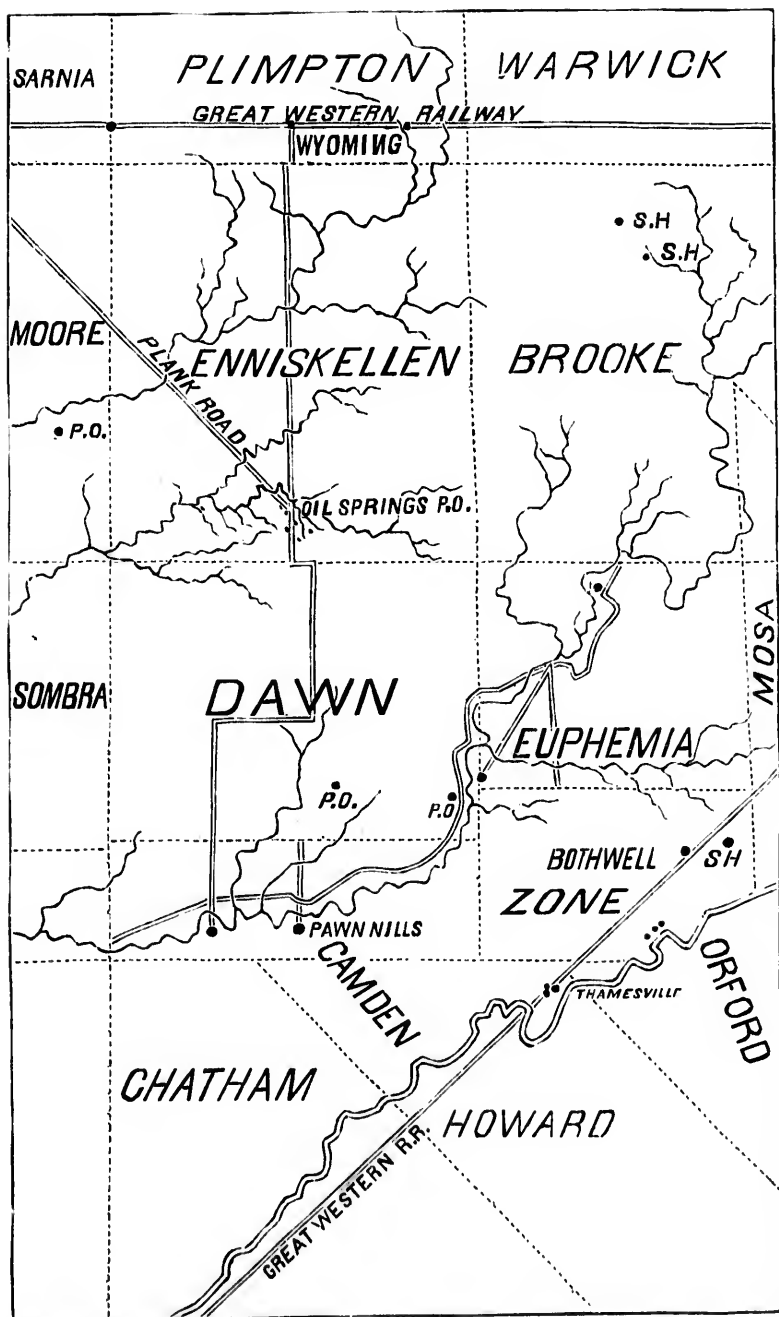 SARNIA
PLIMPTON
WARWICK
GREAT WESTERN RAILWAY
WYOMING
S.H
S.H
MOORE
PLANK ROAD
ENNISKELLEN
BROOKE
P.O.
OIL SPRINGS P.O.
MOSA
SOMBRA
DAWN
EUPHEMIA
P.O.
P.O
BOTHWELL
SH
ZONE
PAWN NILLS
CAMDEN
ORFORD
THAMESVILLE
CHATHAM
HOWARD
GREAT WESTERN R.R.